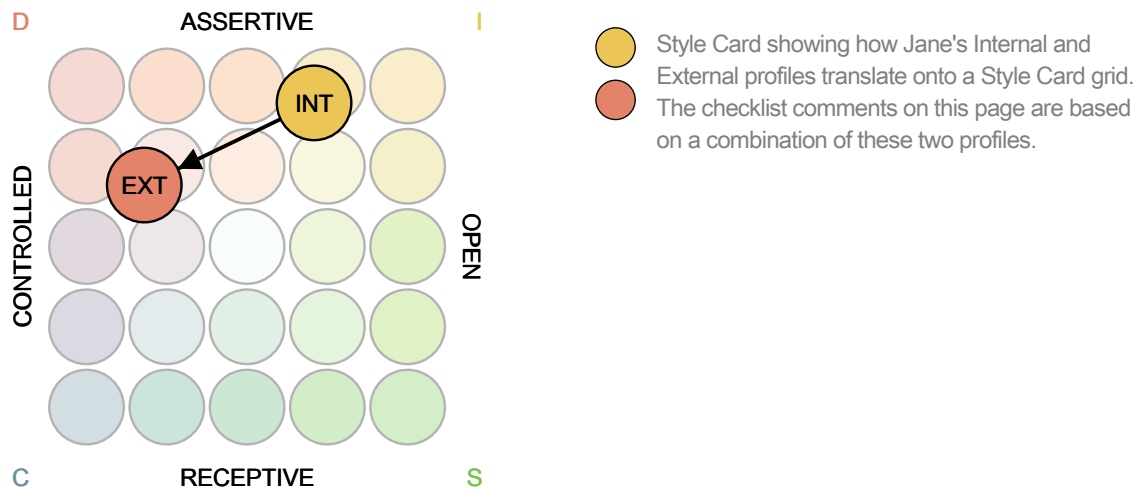 D
ASSERTIVE
I
INT
EXT
CONTROLLED
OPEN
C
RECEPTIVE
S
Style Card showing how Jane's Internal and
External profiles translate onto a Style Card grid.
The checklist comments on this page are based
on a combination of these two profiles.